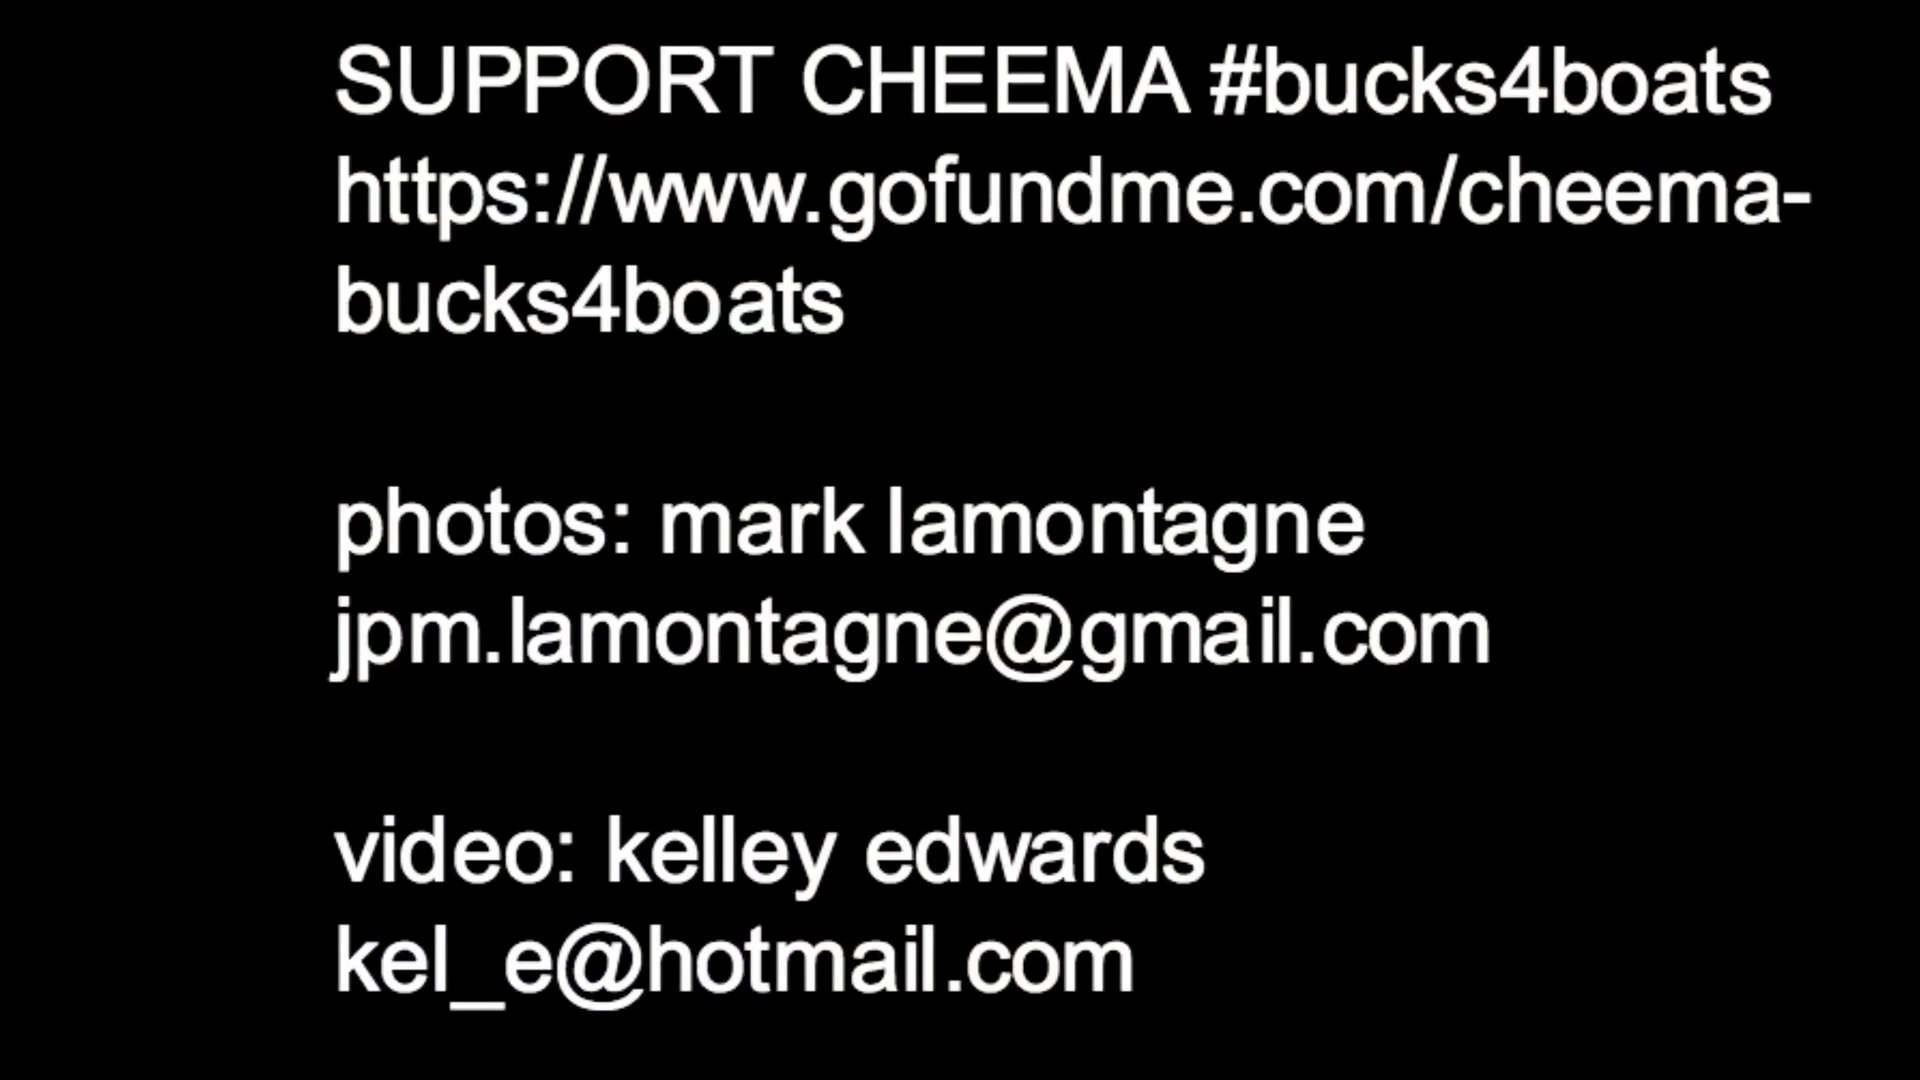 SUPPORT CHEEMA #bucks4boats
https://www.gofundme.com/cheema-
bucks4boats
photos: mark lamontagne
jpm.lamontagne@gmail.com
video: kelley edwards
kel_e@hotmail.com